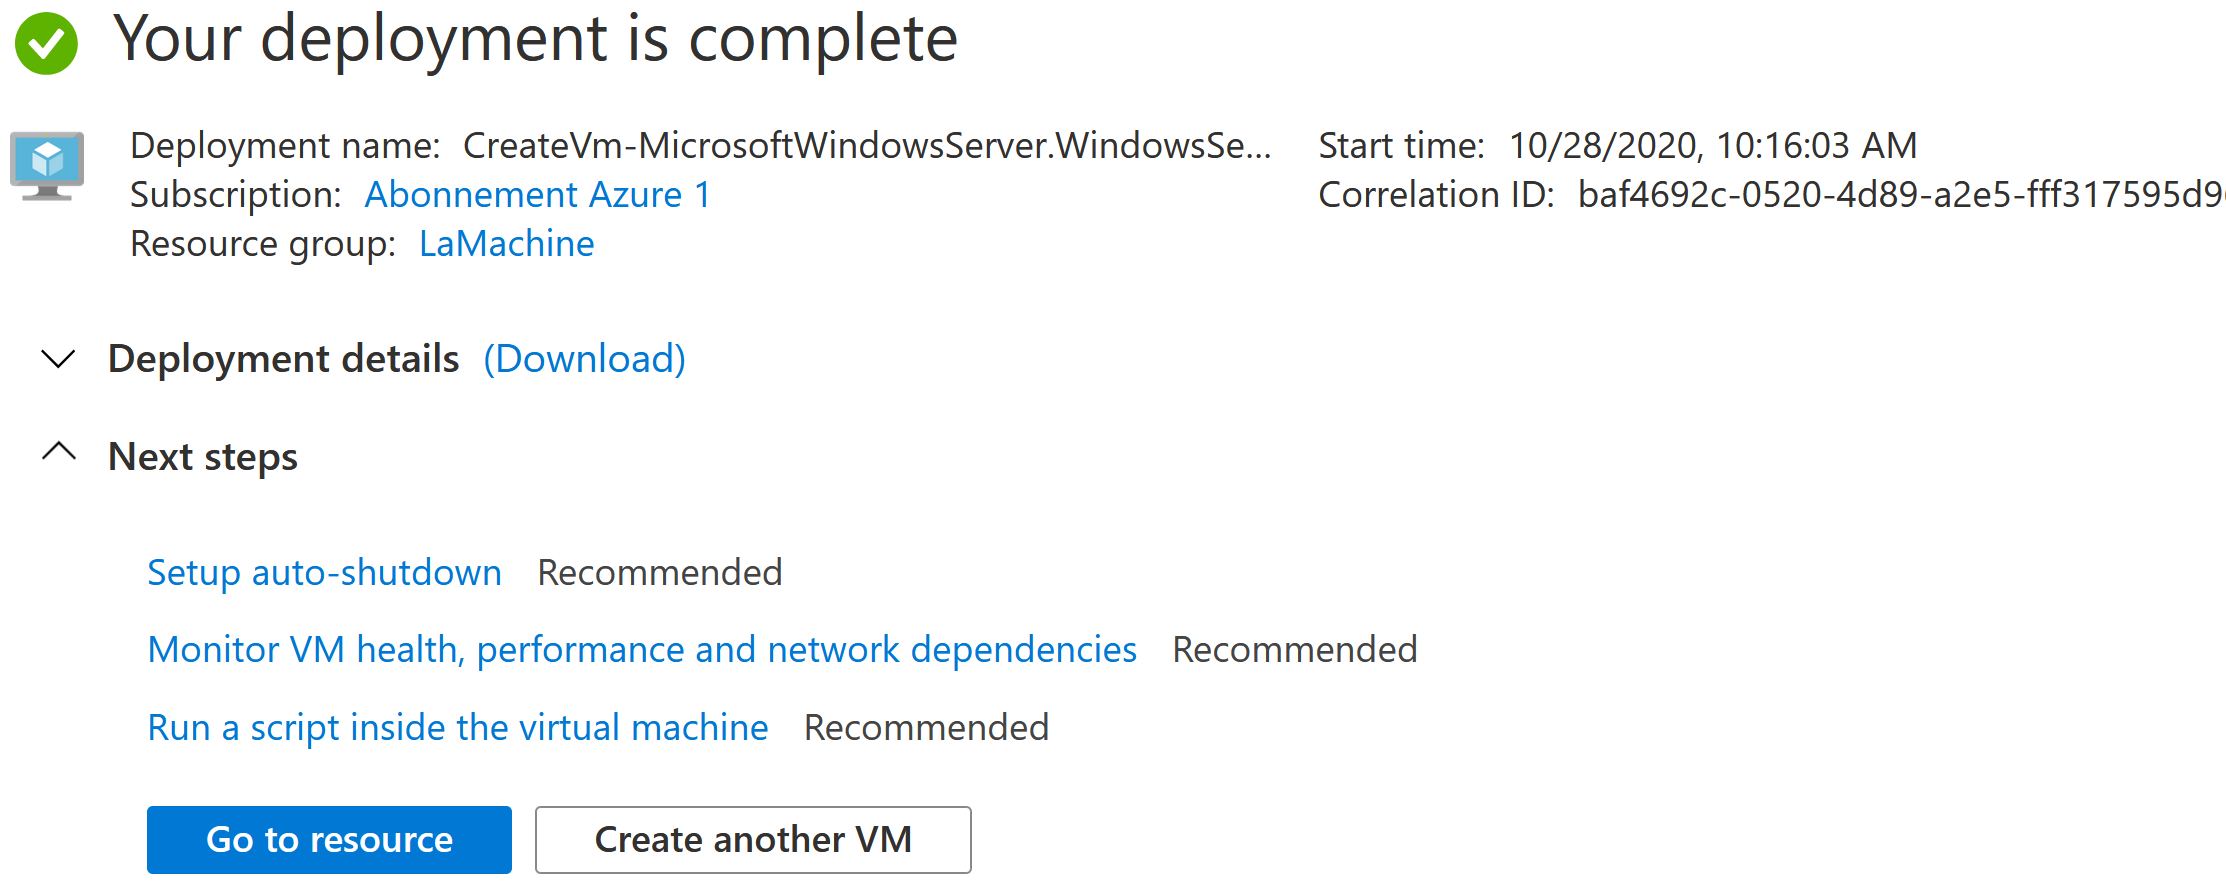 Your deployment is complete
Deployment name: CreateVm-MicrosoftWindowsServer.WindowsSe... Start time: 10/28/2020, 10:16:03 AM
Subscription: Abonnement Azure 1 Correlation ID: baf4692c-0520-4d89-a2e5-fff317595d9
Resource group: LaMachine
Deployment details (Download)
Next steps
Setup auto-shutdown Recommended
Monitor VM health, performance and network dependencies Recommended
Run a script inside the virtual machine Recommended
Go to resource Create another VM